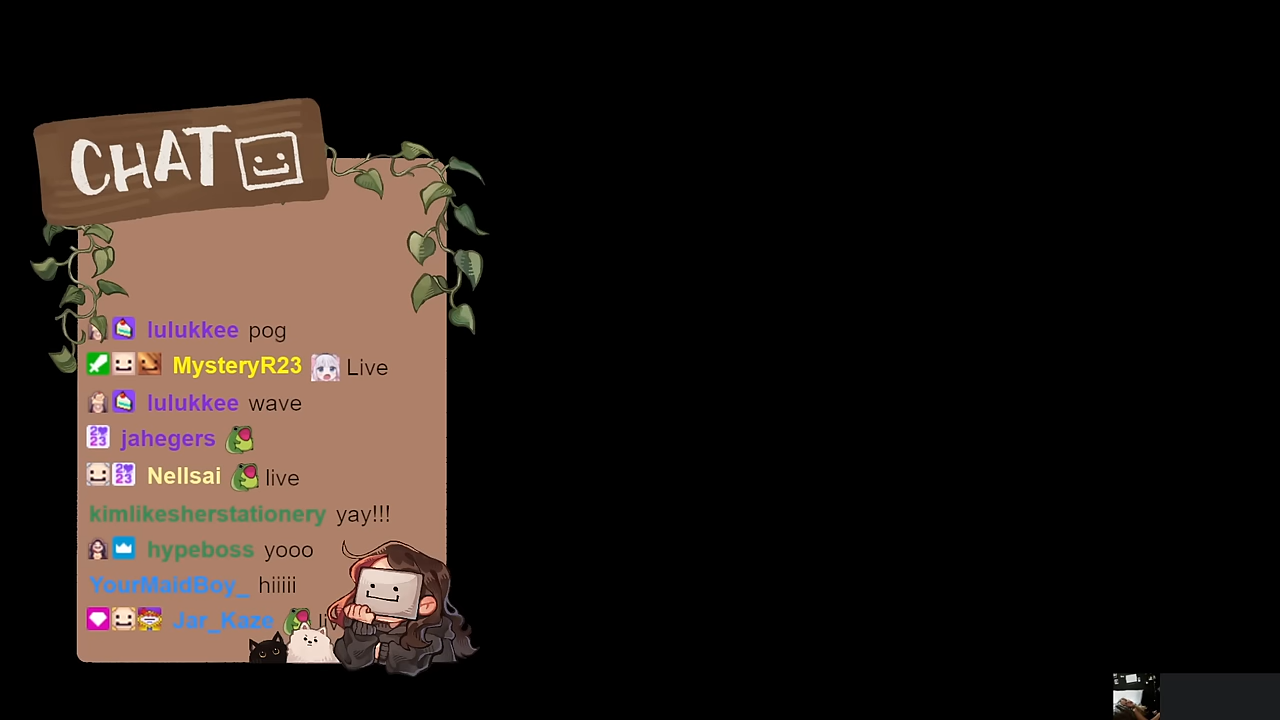 CHAT
lulukkee pog
MysteryR23 Live
lulukkee wave
jahegers
Nellsai live
kimlikesherstationery yay!!!
hypeboss yooo
YourMaidBoy_ hiiiii
Jar_Kaze